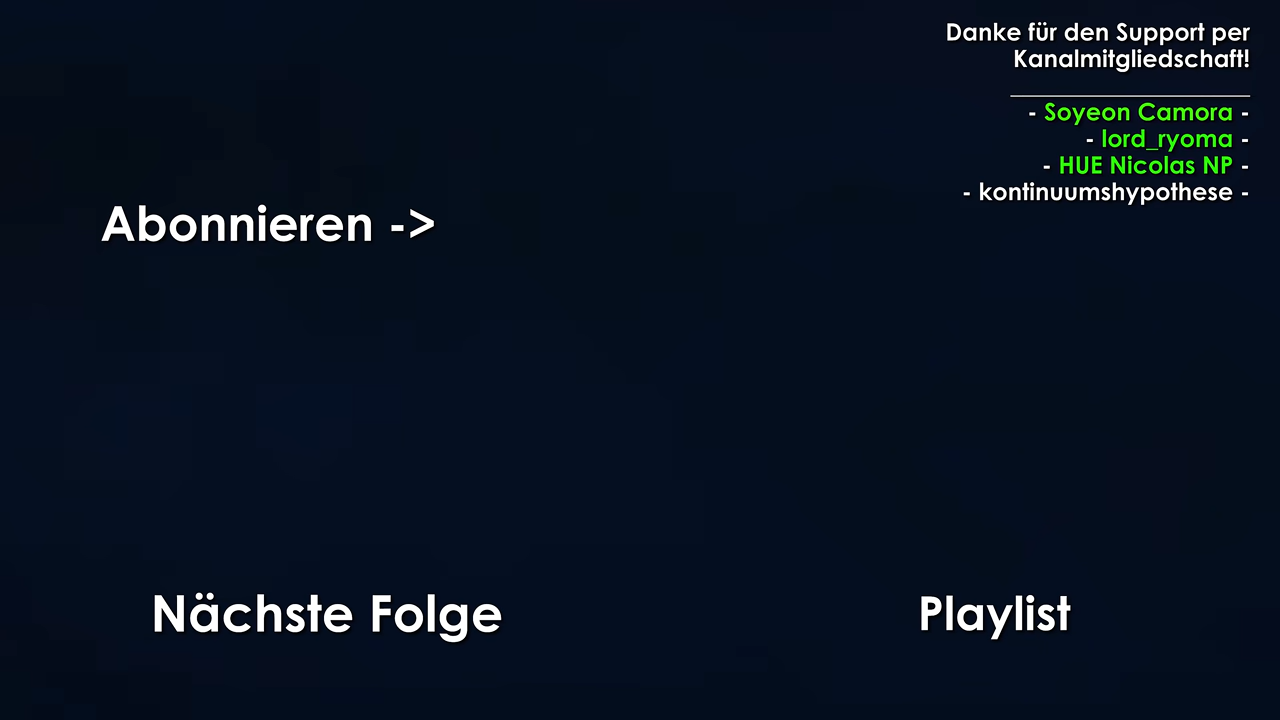 Danke für den Support per
Kanalmitgliedschaft!
- Soyeon Camora -
- lord_ryoma -
- HUE Nicolas NP -
- kontinuumshypothese -
Abonnieren ->
Nächste Folge
Playlist